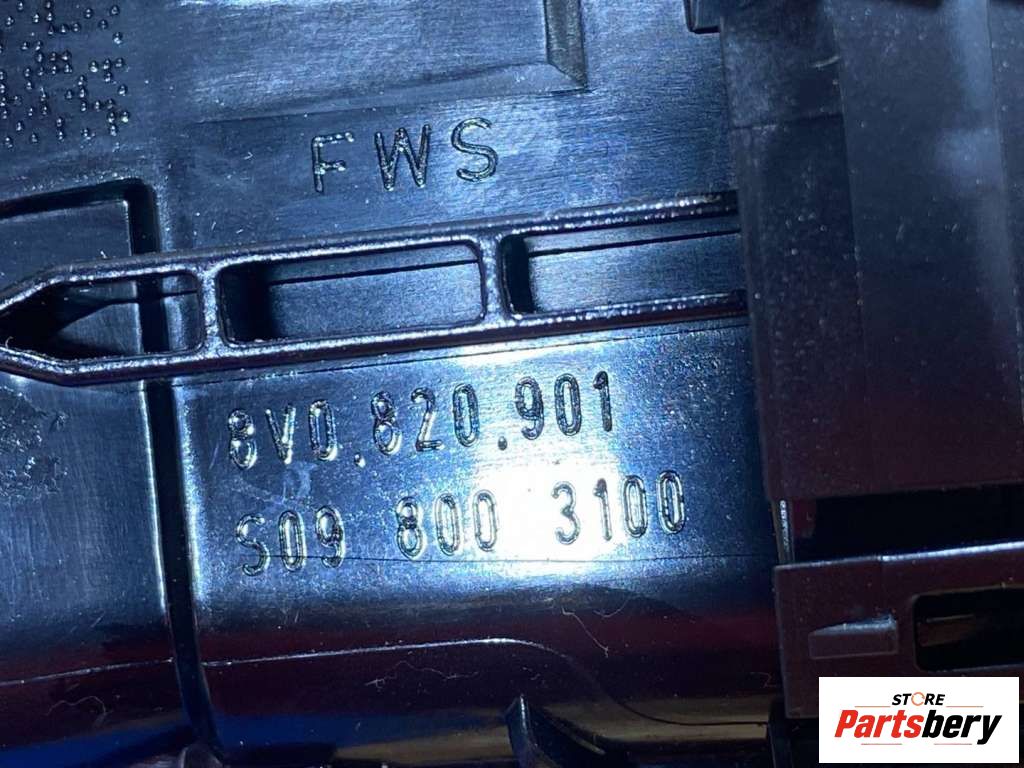 FWS
8V0.820.901
S09 800 3100
STORE
Partsbery